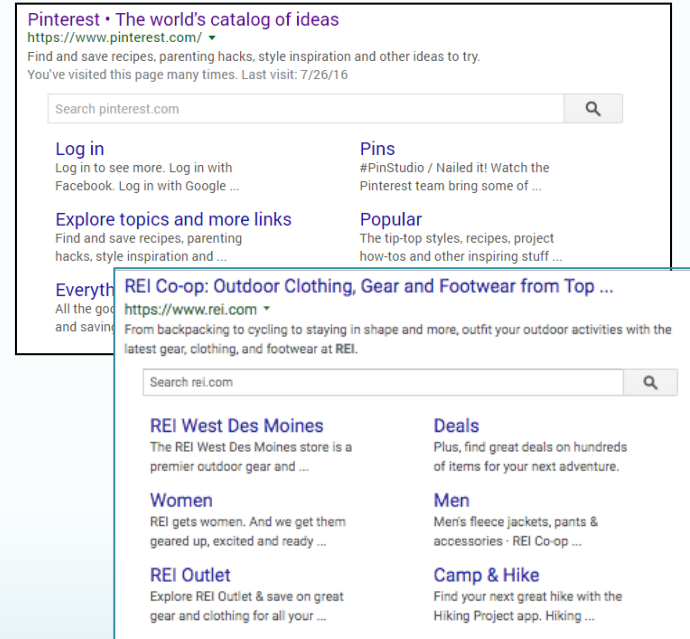 Pinterest • The world's catalog of ideas
https://www.pinterest.com/
Find and save recipes, parenting hacks, style inspiration and other ideas to try.
You've visited this page many times. Last visit: 7/26/16
Search pinterest.com
Log in
Log in to see more. Log in with
Facebook. Log in with Google ...
Pins
#PinStudio / Nailed it! Watch the
Pinterest team bring some of ...
Explore topics and more links
Find and save recipes, parenting
hacks, style inspiration and ...
Popular
The tip-top styles, recipes, project
how-tos and other inspiring stuff ...
Everyth
All the goo
and saving
REI Co-op: Outdoor Clothing, Gear and Footwear from Top ...
https://www.rei.com
From backpacking to cycling to staying in shape and more, outfit your outdoor activities with the
latest gear, clothing, and footwear at REI.
Search rei.com
REI West Des Moines
The REI West Des Moines store is a
premier outdoor gear and ...
Deals
Plus, find great deals on hundreds
of items for your next adventure.
Women
REI gets women. And we get them
geared up, excited and ready ...
Men
Men's fleece jackets, pants &
accessories · REI Co-op ...
REI Outlet
Explore REI Outlet & save on great
gear and clothing for all your ...
Camp & Hike
Find your next great hike with the
Hiking Project app. Hiking ...